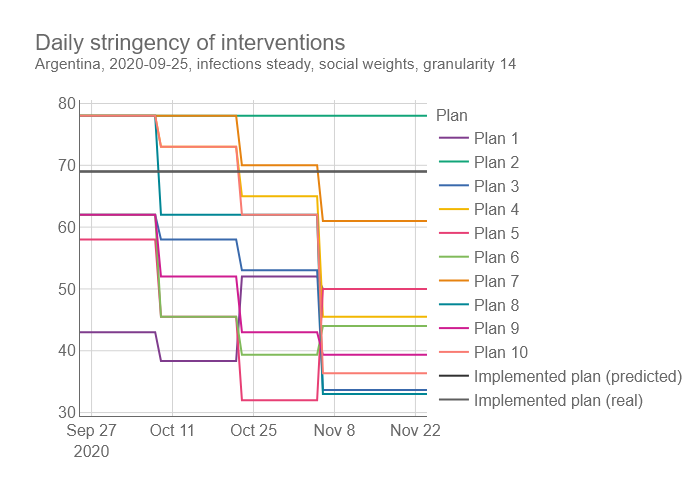 Daily stringency of interventions
Argentina, 2020-09-25, infections steady, social weights, granularity 14
80
70
60
50
40
30
Sep 27
2020
Oct 11
Oct 25
Nov 8
Nov 22
Plan
Plan 1
Plan 2
Plan 3
Plan 4
Plan 5
Plan 6
Plan 7
Plan 8
Plan 9
Plan 10
Implemented plan (predicted)
Implemented plan (real)